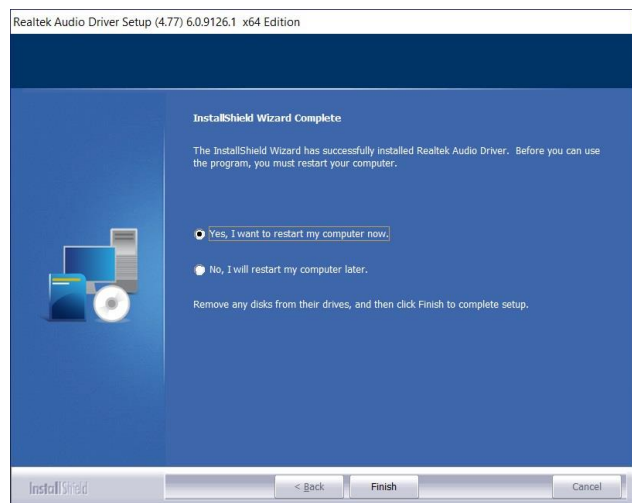 Realtek Audio Driver Setup (4.77) 6.0.9126.1 x64 Edition
InstallShield Wizard Complete
The InstallShield Wizard has successfully installed Realtek Audio Driver. Before you can use
the program, you must restart your computer.
Yes, I want to restart my computer now.
No, I will restart my computer later.
Remove any disks from their drives, and then click Finish to complete setup.
InstallShield
< Back
Finish
Cancel